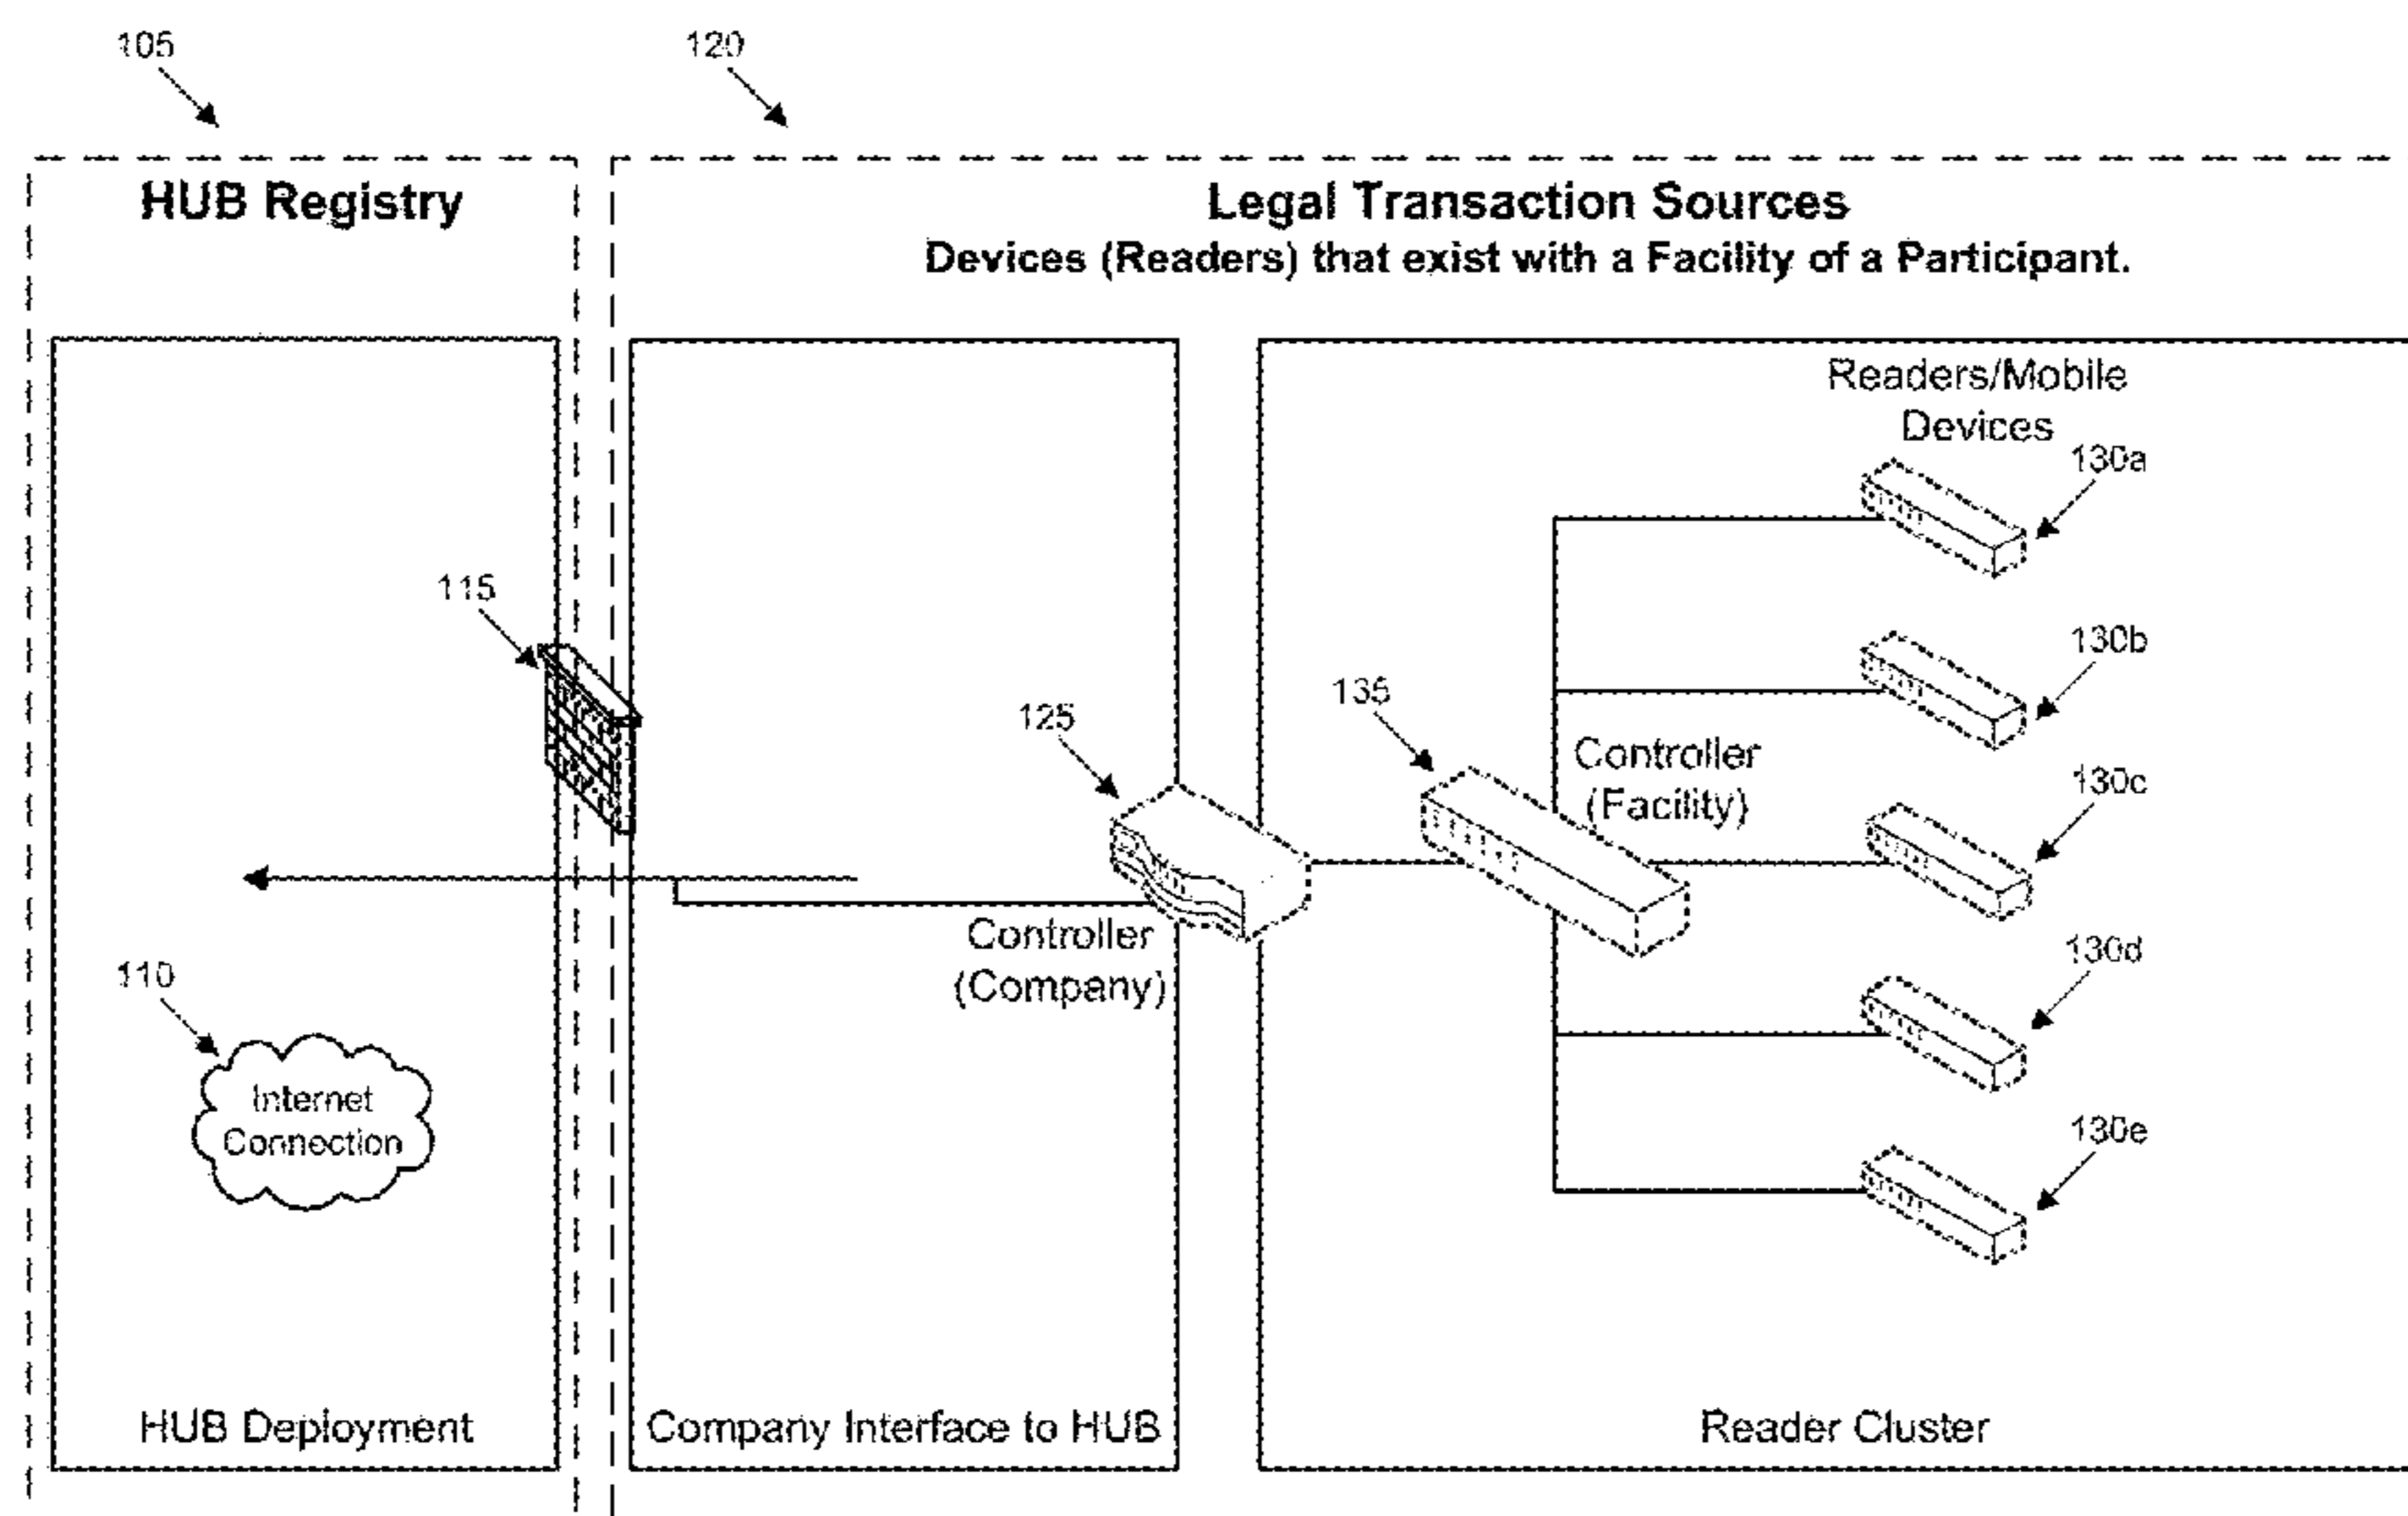 105
120
HUB Registry
Legal Transaction Sources
Devices (Readers) that exist with a Facility of a Participant.
Readers/Mobile
Devices
130a
115
130b
135
125
Controller
(Facility)
130c
Controller
(Company)
110
130d
Internet
Connection
130e
HUB Deployment
Company Interface to HUB
Reader Cluster